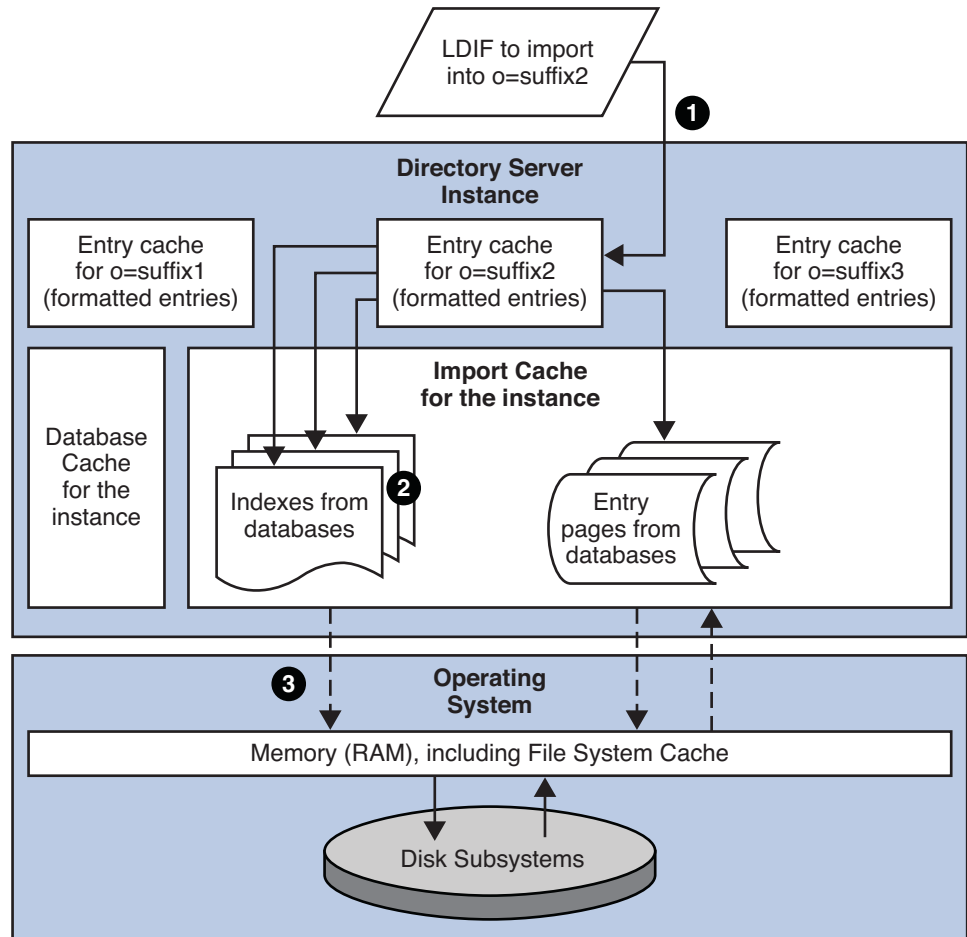 LDIF to import
into o=suffix2
1
Directory Server
Instance
Entry cache
for o=suffix1
(formatted entries)
Entry cache
for o=suffix2
(formatted entries)
Entry cache
for o=suffix3
(formatted entries)
Database
Cache
for the
instance
Import Cache
for the instance
2
Indexes from
databases
Entry
pages from
databases
3
Operating
System
Memory (RAM), including File System Cache
Disk Subsystems